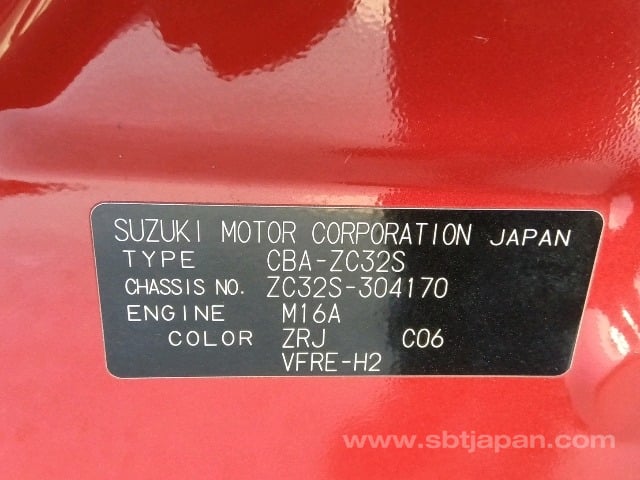 SUZUKI MOTOR CORPORATION JAPAN
TYPE CBA-ZC32S
CHASSIS NO. ZC32S-304170
ENGINE M16A
COLOR ZRJ C06
VFRE-H2
www.sbtjapan.com